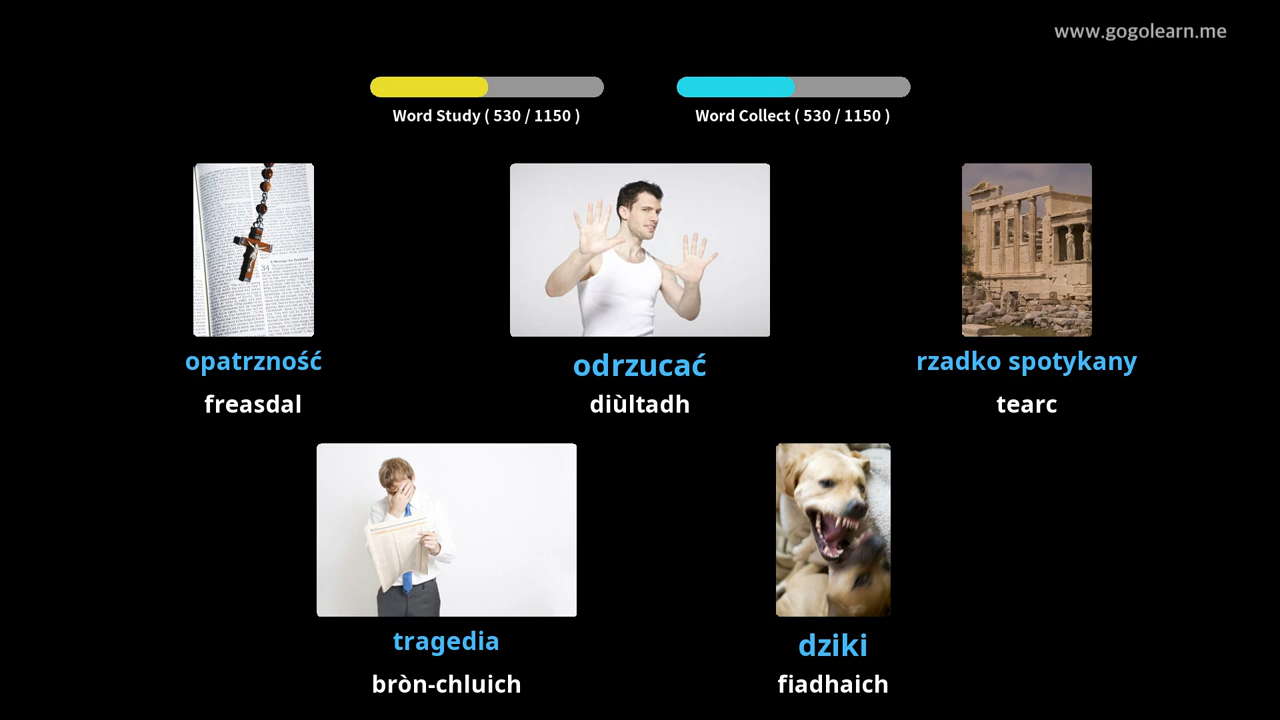 www.gogolearn.me
Word Study ( 530 / 1150 )
Word Collect ( 530 / 1150 )
opatrzność
freasdal
odrzucać
diùltadh
rzadko spotykany
tearc
tragedia
bròn-chluich
dziki
fiadhaich